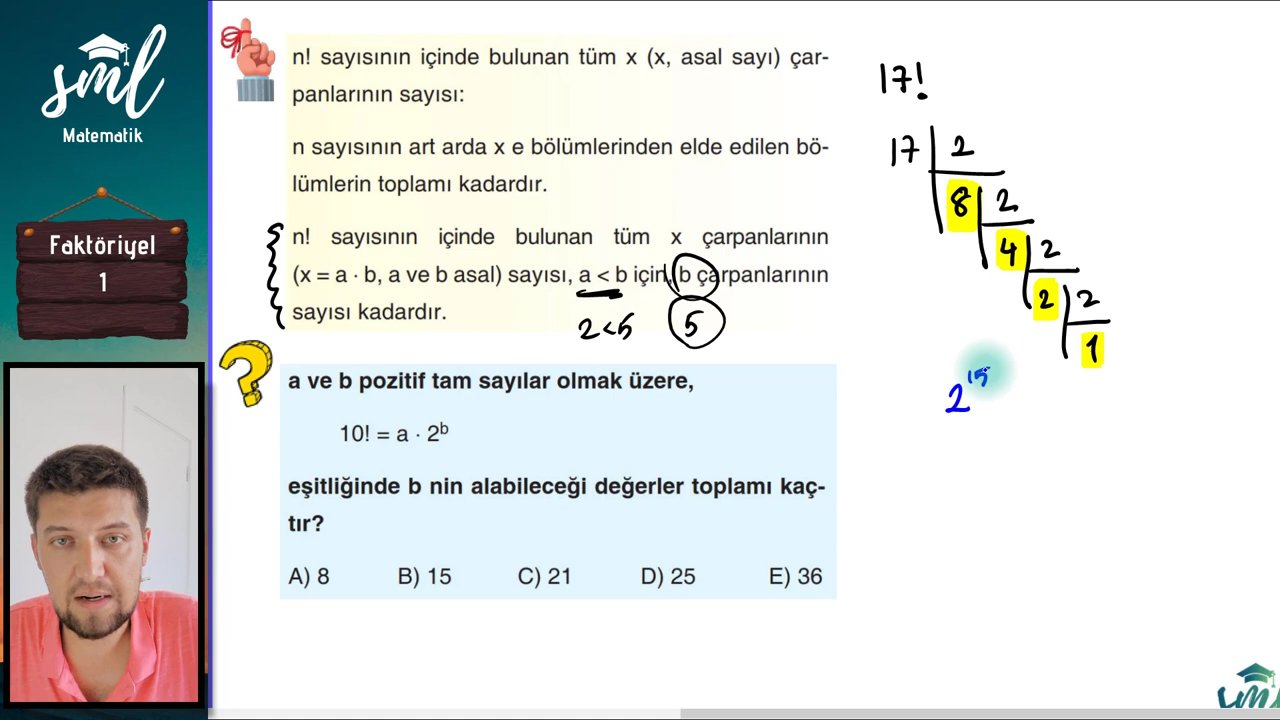 sml
Matematik
Faktöriyel
1
n! sayısının içinde bulunan tüm x (x, asal sayı) çar-
panlarının sayısı:
n sayısının art arda x e bölümlerinden elde edilen bö-
lümlerin toplamı kadardır.
n! sayısının içinde bulunan tüm x çarpanlarının
(x = a · b, a ve b asal) sayısı, a < b için, b çarpanlarının
sayısı kadardır.
2<5 5
a ve b pozitif tam sayılar olmak üzere,
10! = a · 2ᵇ
eşitliğinde b nin alabileceği değerler toplamı kaç-
tır?
A) 8 B) 15 C) 21 D) 25 E) 36
17!
17 2
8 2
4 2
2 2
1
2¹⁵